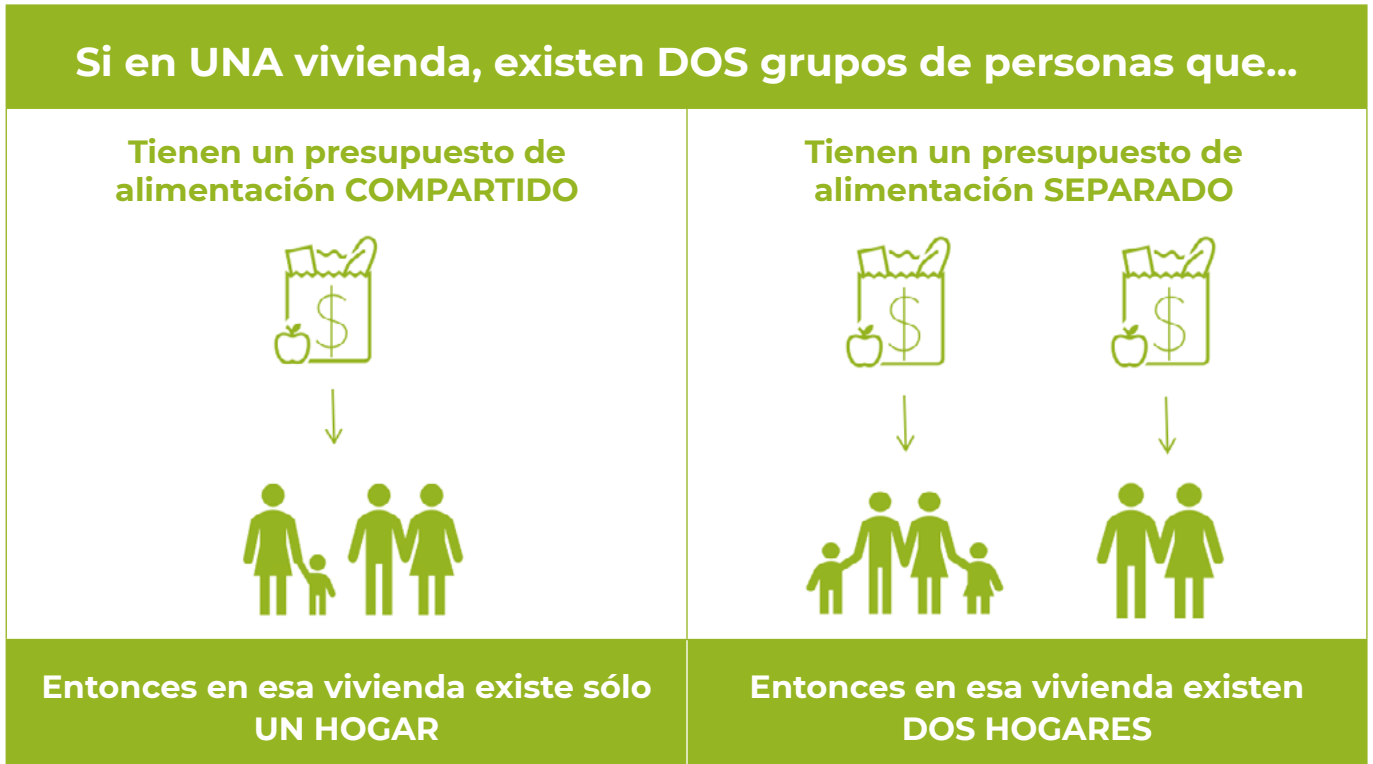 Si en UNA vivienda, existen DOS grupos de personas que...
Tienen un presupuesto de
alimentación COMPARTIDO
Tienen un presupuesto de
alimentación SEPARADO
$
$
$
Entonces en esa vivienda existe sólo
UN HOGAR
Entonces en esa vivienda existen
DOS HOGARES